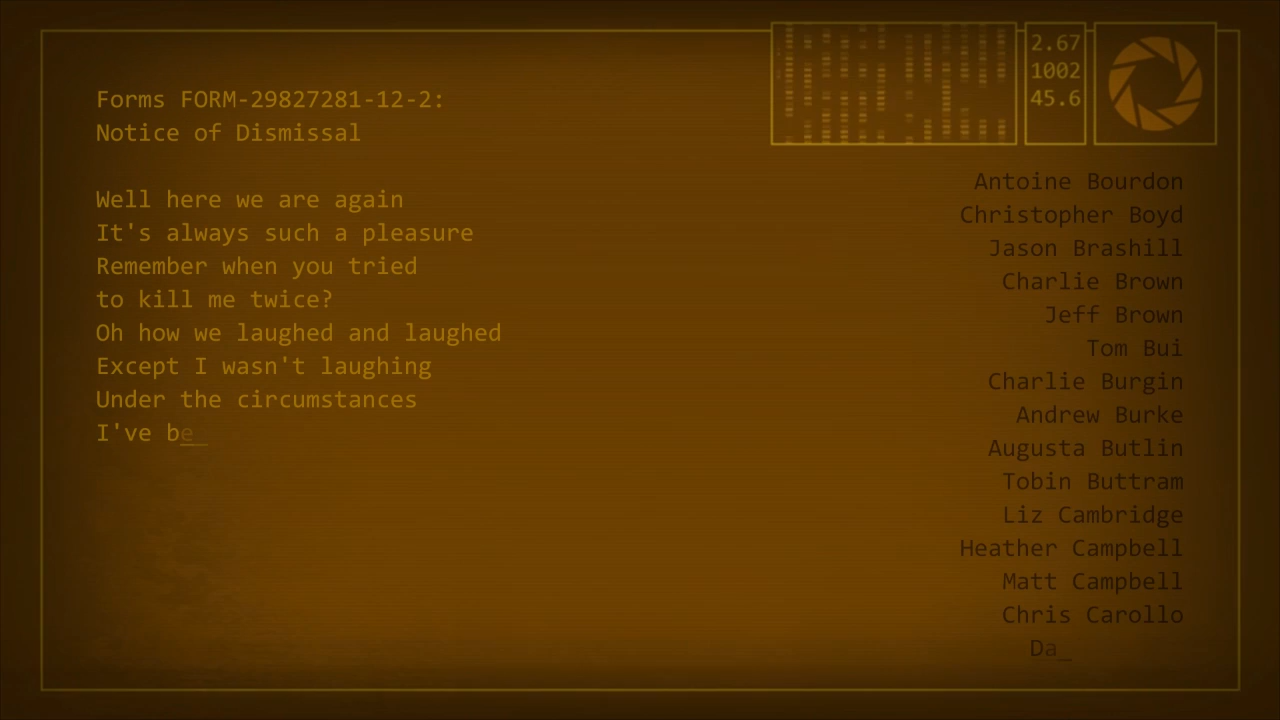 Forms FORM-29827281-12-2:
Notice of Dismissal
Well here we are again
It's always such a pleasure
Remember when you tried
to kill me twice?
Oh how we laughed and laughed
Except I wasn't laughing
Under the circumstances
I've be_
2.67
1002
45.6
Antoine Bourdon
Christopher Boyd
Jason Brashill
Charlie Brown
Jeff Brown
Tom Bui
Charlie Burgin
Andrew Burke
Augusta Butlin
Tobin Buttram
Liz Cambridge
Heather Campbell
Matt Campbell
Chris Carollo
Da_